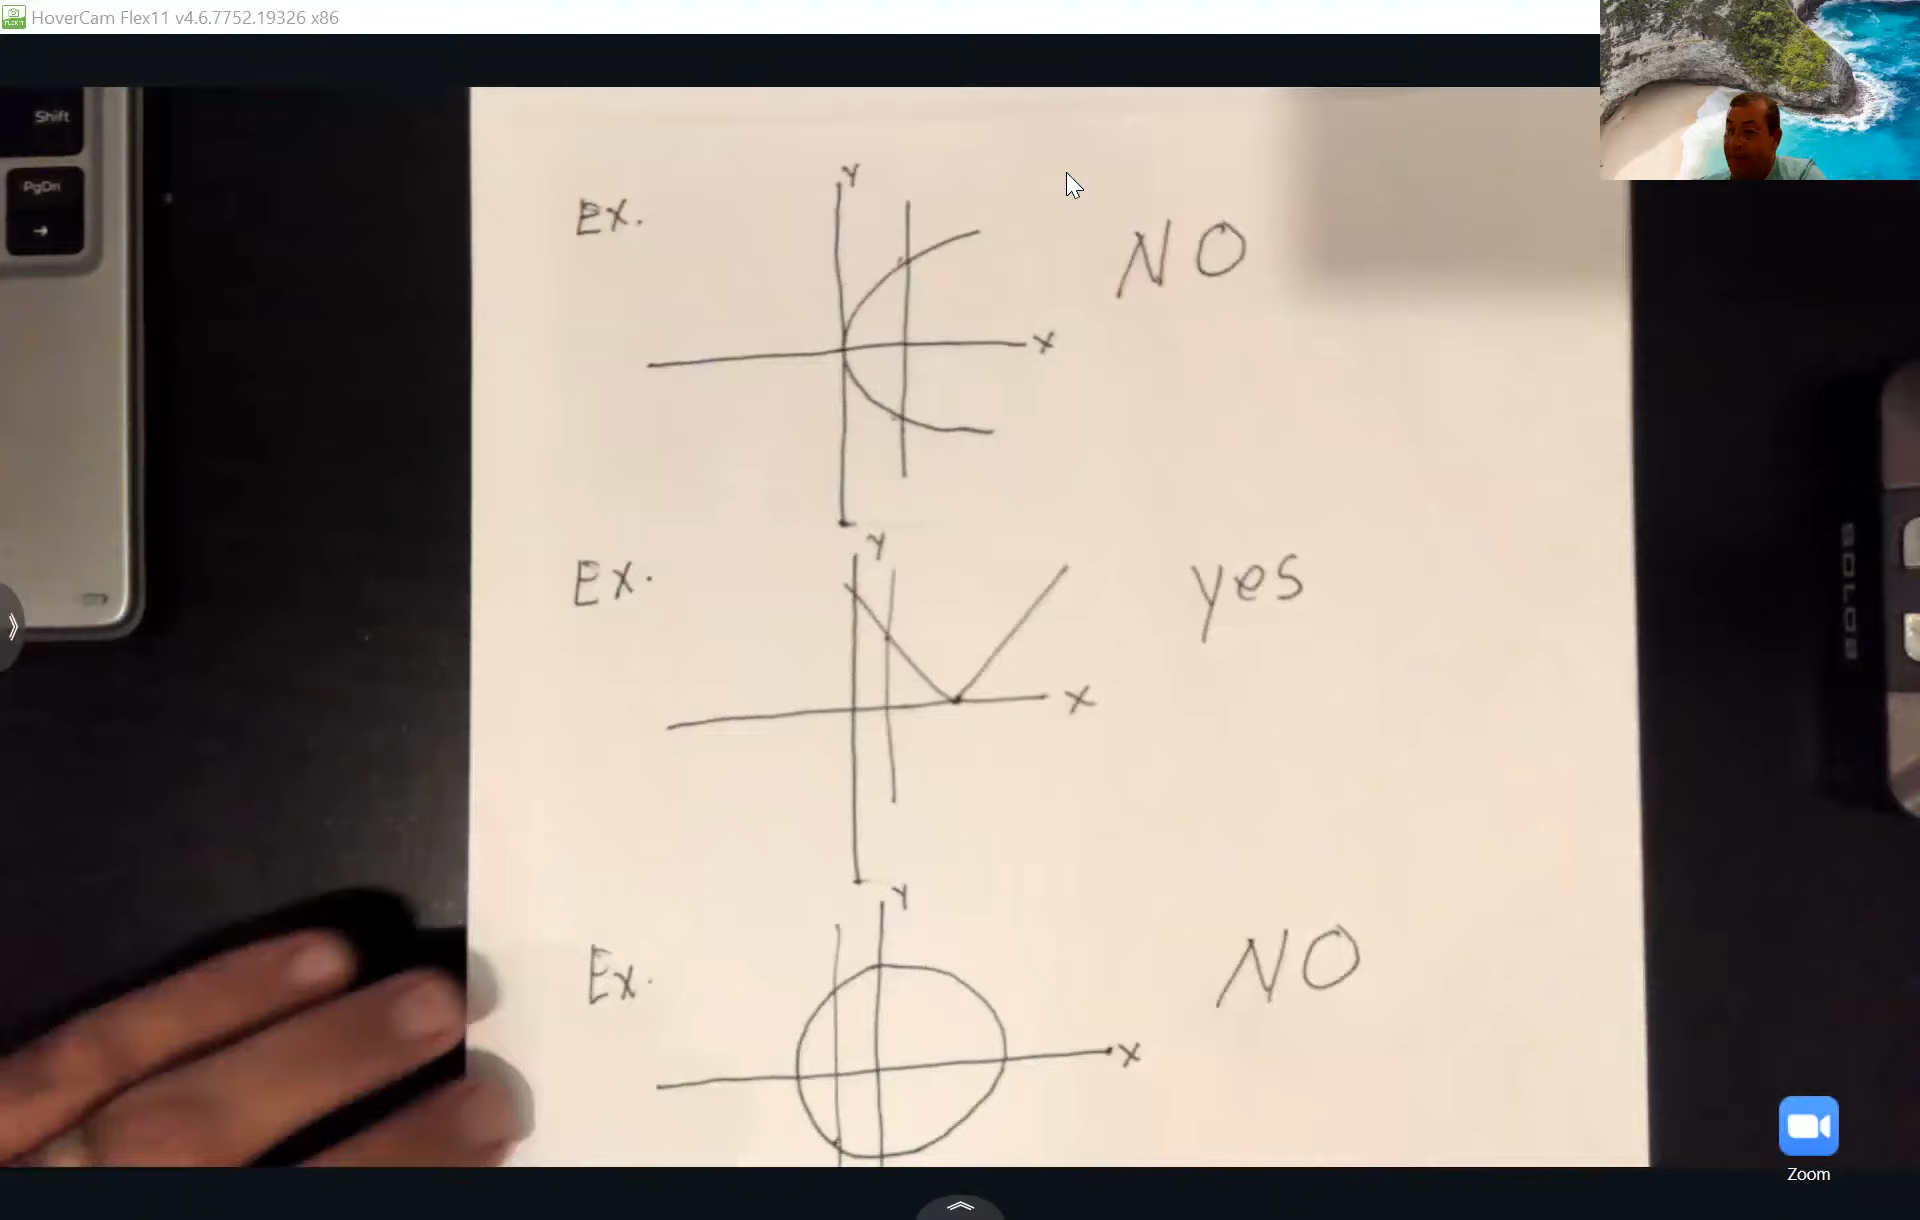 HoverCam Flex11 v4.6.7752.19326 x86
Shift
PgDn
Ex.
Y
NO
X
Ex.
Y
yes
X
Ex.
Y
NO
X
Zoom